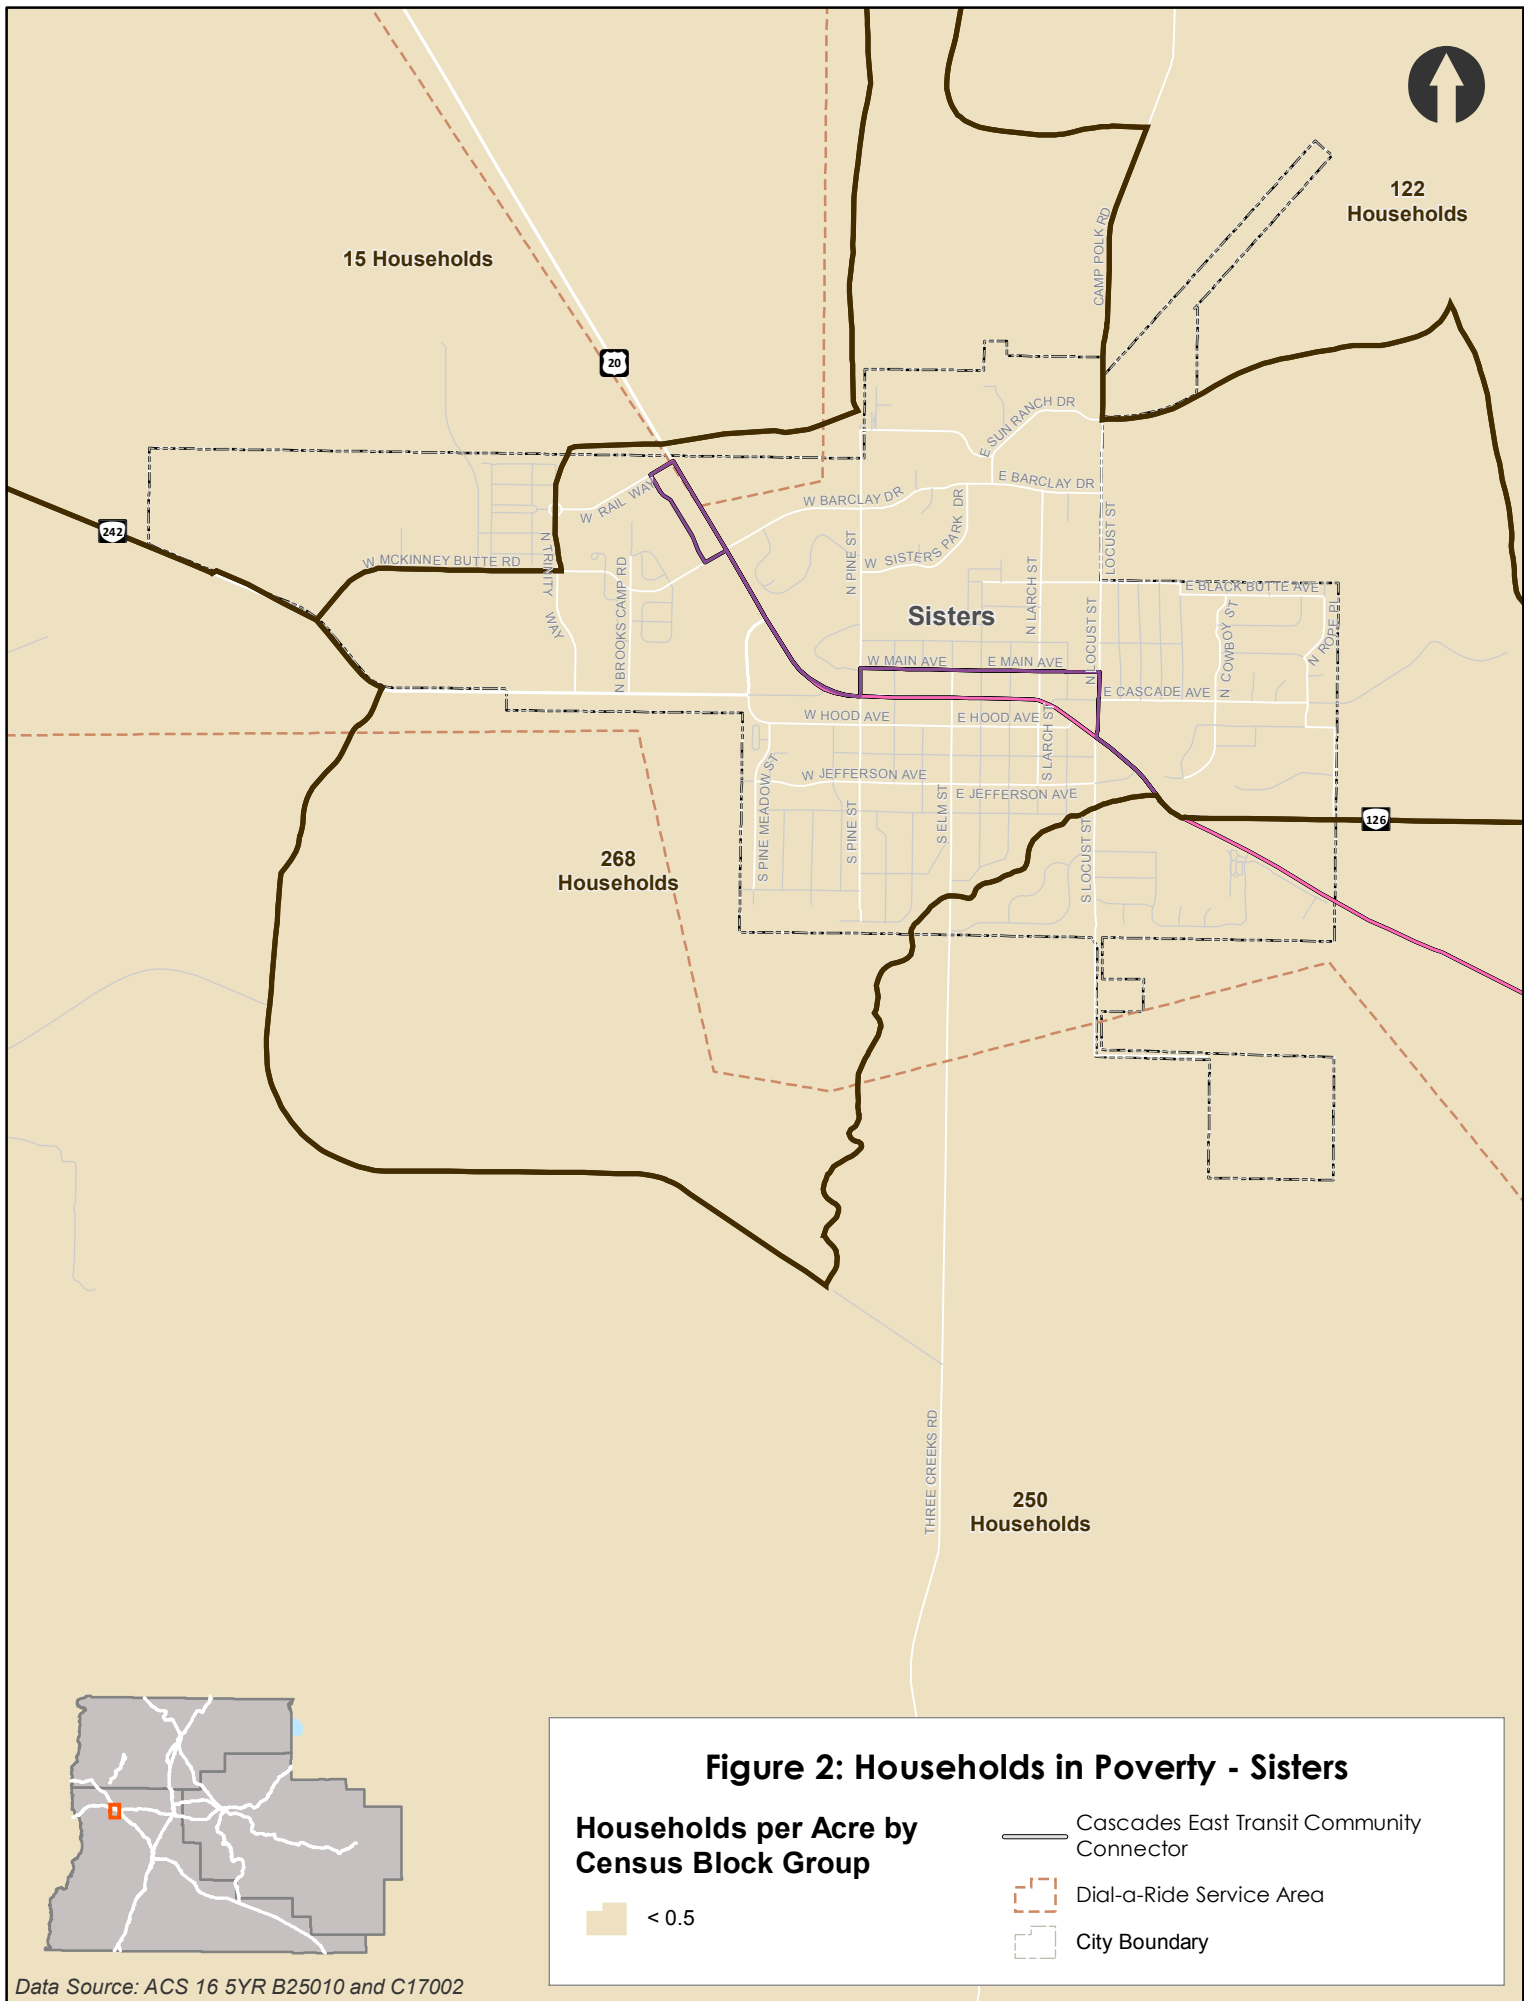 122
Households
15 Households
CAMP POLK RD
20
E SUN RANCH DR
E BARCLAY DR
W BARCLAY DR
W RAIL WAY
242
N TRINITY WAY
W MCKINNEY BUTTE RD
N BROOKS CAMP RD
N PINE ST
W SISTERS PARK DR
LOCUST ST
N LARCH ST
E BLACK BUTTE AVE
Sisters
N LOCUST ST
N COWBOY ST
N ROPE PL
W MAIN AVE
E MAIN AVE
E CASCADE AVE
W HOOD AVE
E HOOD AVE
S LARCH ST
S PINE MEADOW ST
W JEFFERSON AVE
E JEFFERSON AVE
S PINE ST
S ELM ST
S LOCUST ST
126
268
Households
THREE CREEKS RD
250
Households
Figure 2: Households in Poverty - Sisters
Households per Acre by
Census Block Group
< 0.5
Cascades East Transit Community
Connector
Dial-a-Ride Service Area
City Boundary
Data Source: ACS 16 5YR B25010 and C17002